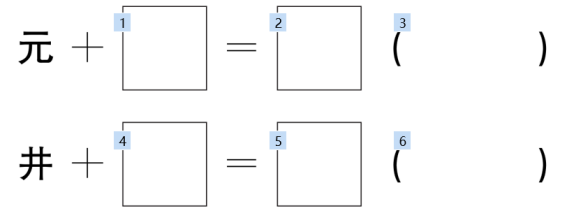 元 + 1 = 2 3 ( )
井 + 4 = 5 6 ( )